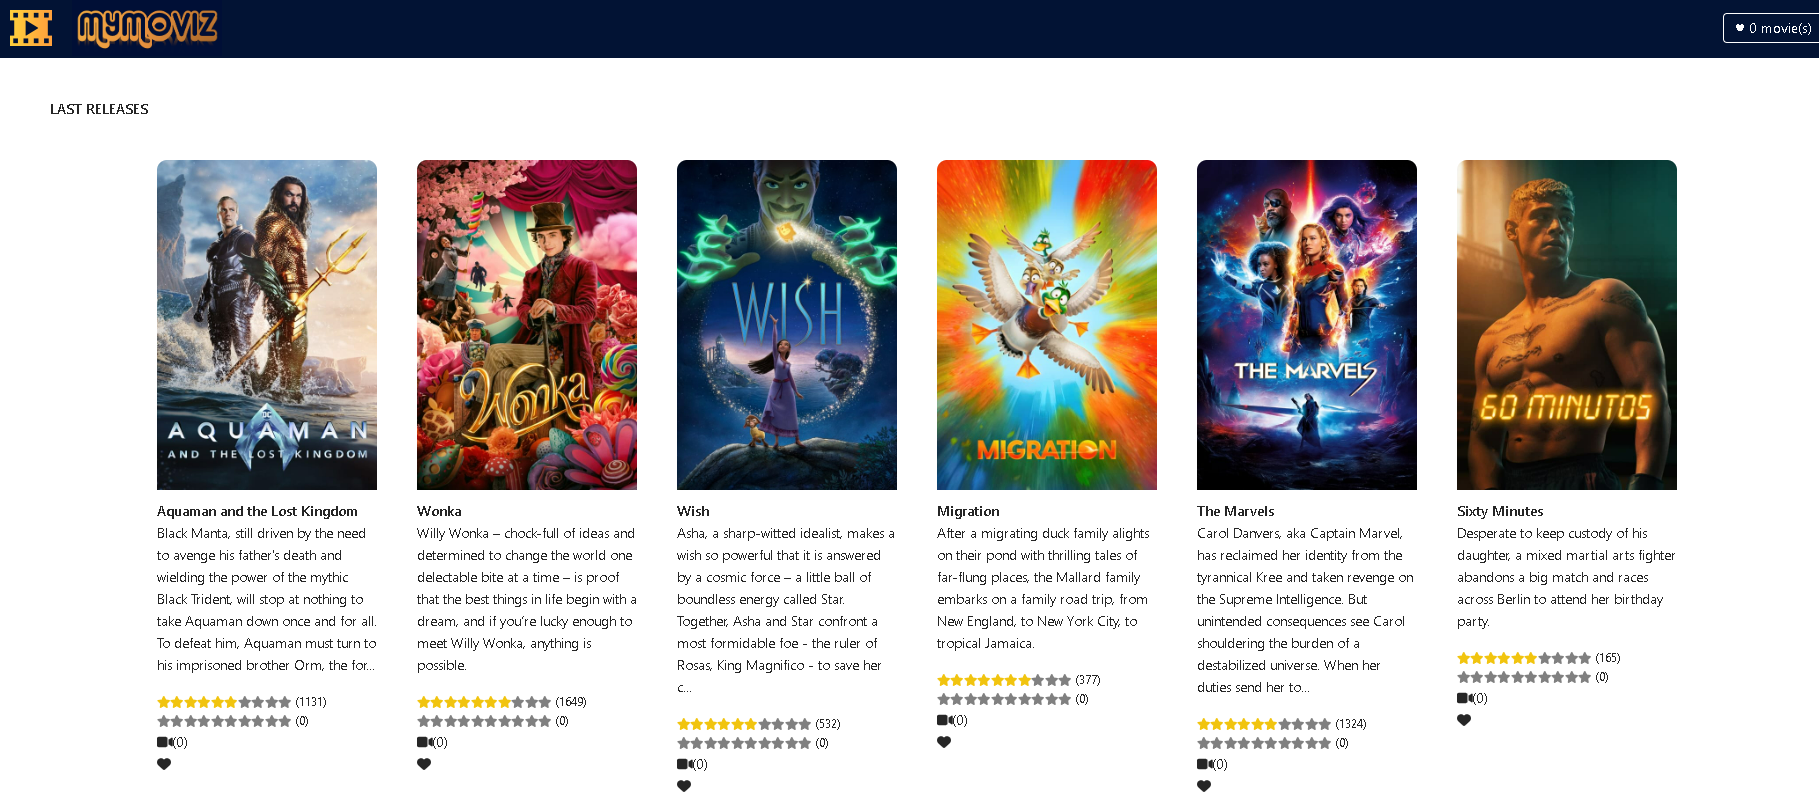 MYMOVIZ
0 movie(s)
LAST RELEASES
DC
AQUAMAN
AND THE LOST KINGDOM
Wonka
WISH
MIGRATION
THE MARVELS
60 MINUTOS
Aquaman and the Lost Kingdom
Black Manta, still driven by the need
to avenge his father's death and
wielding the power of the mythic
Black Trident, will stop at nothing to
take Aquaman down once and for all.
To defeat him, Aquaman must turn to
his imprisoned brother Orm, the for...
(1131)
(0)
(0)
Wonka
Willy Wonka – chock-full of ideas and
determined to change the world one
delectable bite at a time – is proof
that the best things in life begin with a
dream, and if you’re lucky enough to
meet Willy Wonka, anything is
possible.
(1649)
(0)
(0)
Wish
Asha, a sharp-witted idealist, makes a
wish so powerful that it is answered
by a cosmic force – a little ball of
boundless energy called Star.
Together, Asha and Star confront a
most formidable foe - the ruler of
Rosas, King Magnifico - to save her
c...
(532)
(0)
(0)
Migration
After a migrating duck family alights
on their pond with thrilling tales of
far-flung places, the Mallard family
embarks on a family road trip, from
New England, to New York City, to
tropical Jamaica.
(377)
(0)
(0)
The Marvels
Carol Danvers, aka Captain Marvel,
has reclaimed her identity from the
tyrannical Kree and taken revenge on
the Supreme Intelligence. But
unintended consequences see Carol
shouldering the burden of a
destabilized universe. When her
duties send her to...
(1324)
(0)
(0)
Sixty Minutes
Desperate to keep custody of his
daughter, a mixed martial arts fighter
abandons a big match and races
across Berlin to attend her birthday
party.
(165)
(0)
(0)